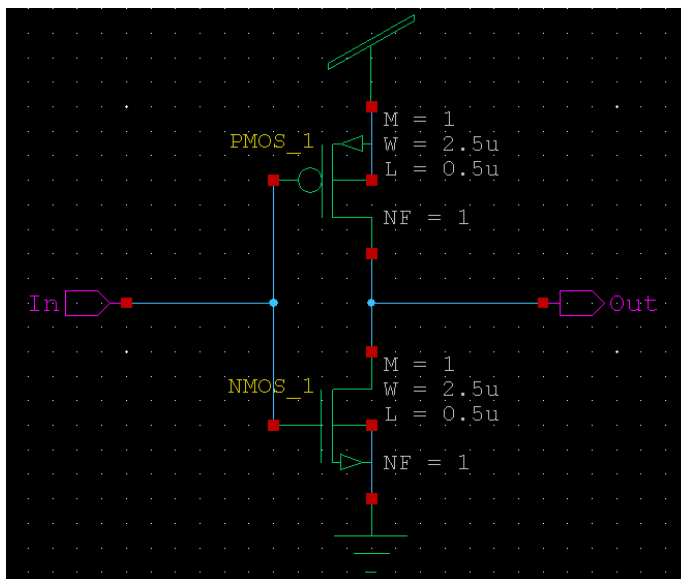 M = 1
PMOS_1
W = 2.5u
L = 0.5u
NF = 1
In
Out
M = 1
NMOS_1
W = 2.5u
L = 0.5u
NF = 1